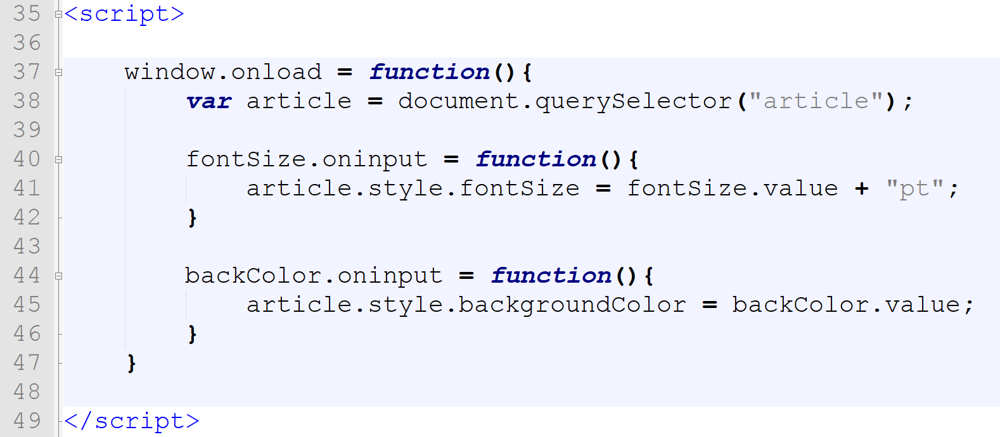 35 <script>
36
37     window.onload = function(){
38         var article = document.querySelector("article");
39
40         fontSize.oninput = function(){
41             article.style.fontSize = fontSize.value + "pt";
42         }
43
44         backColor.oninput = function(){
45             article.style.backgroundColor = backColor.value;
46         }
47     }
48
49 </script>